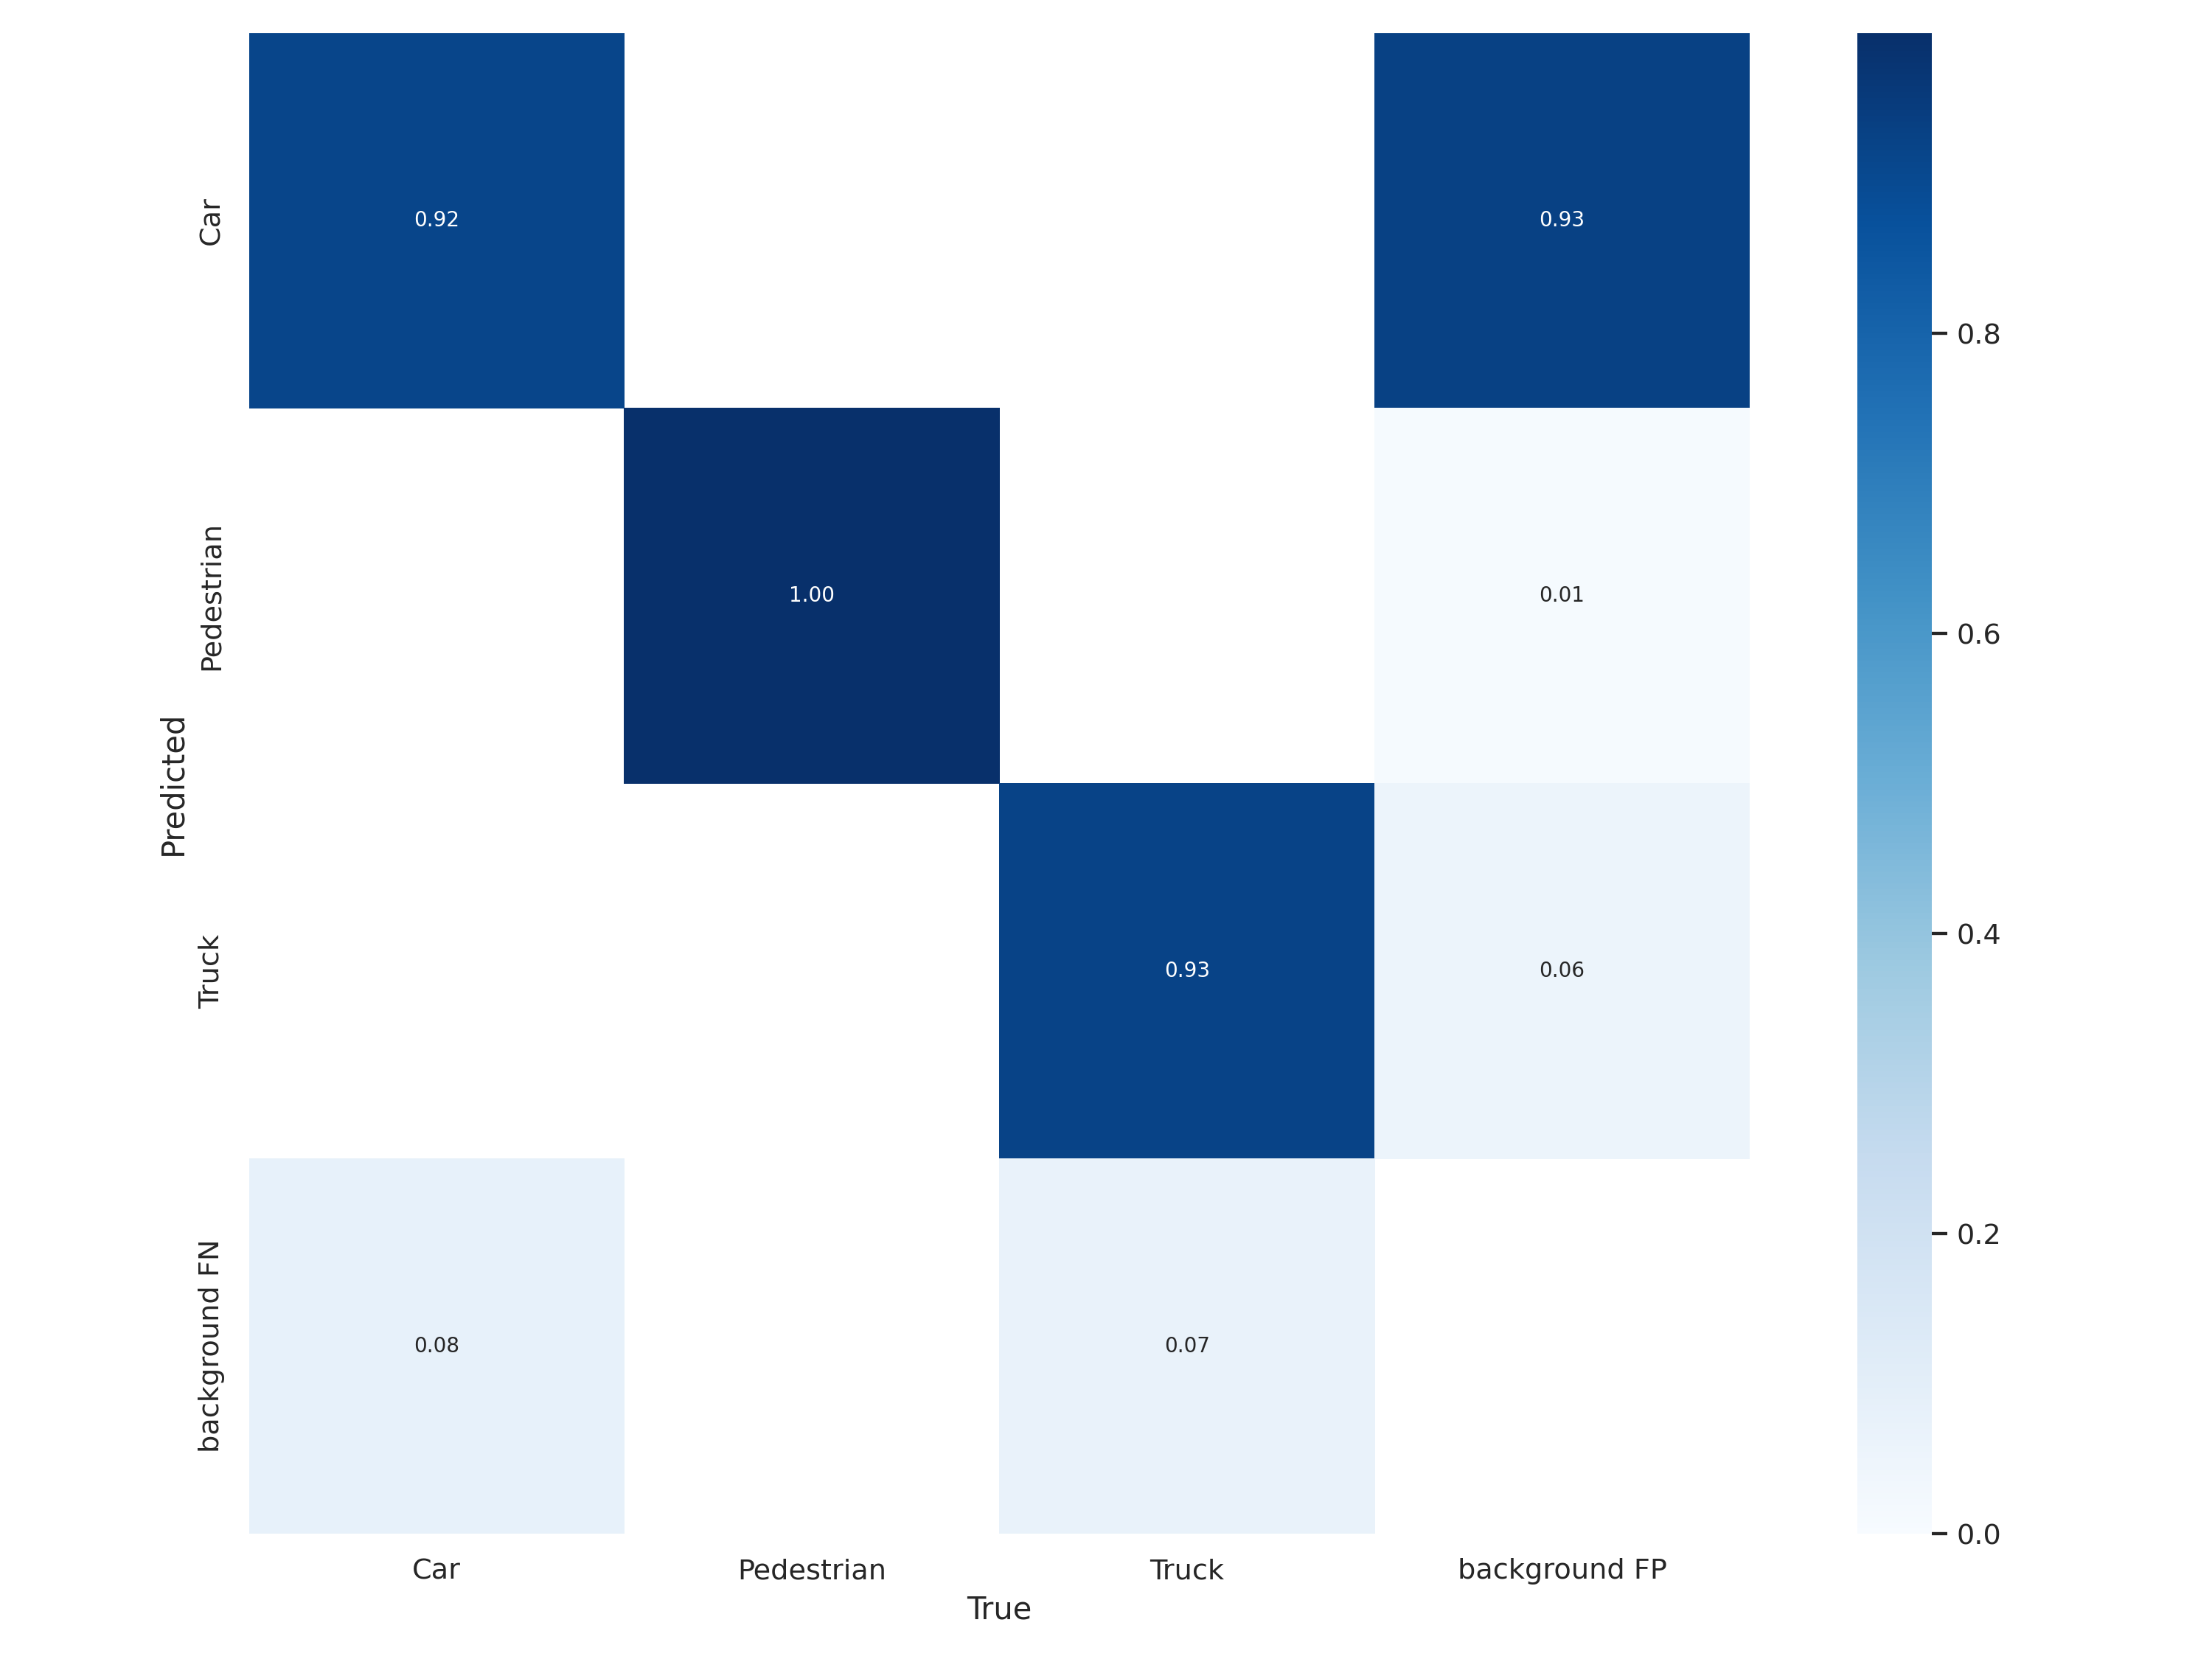 Car
0.92
0.93
0.8
Pedestrian
1.00
0.01
0.6
Predicted
Truck
0.93
0.06
0.4
background FN
0.08
0.07
0.2
0.0
Car
Pedestrian
Truck
background FP
True